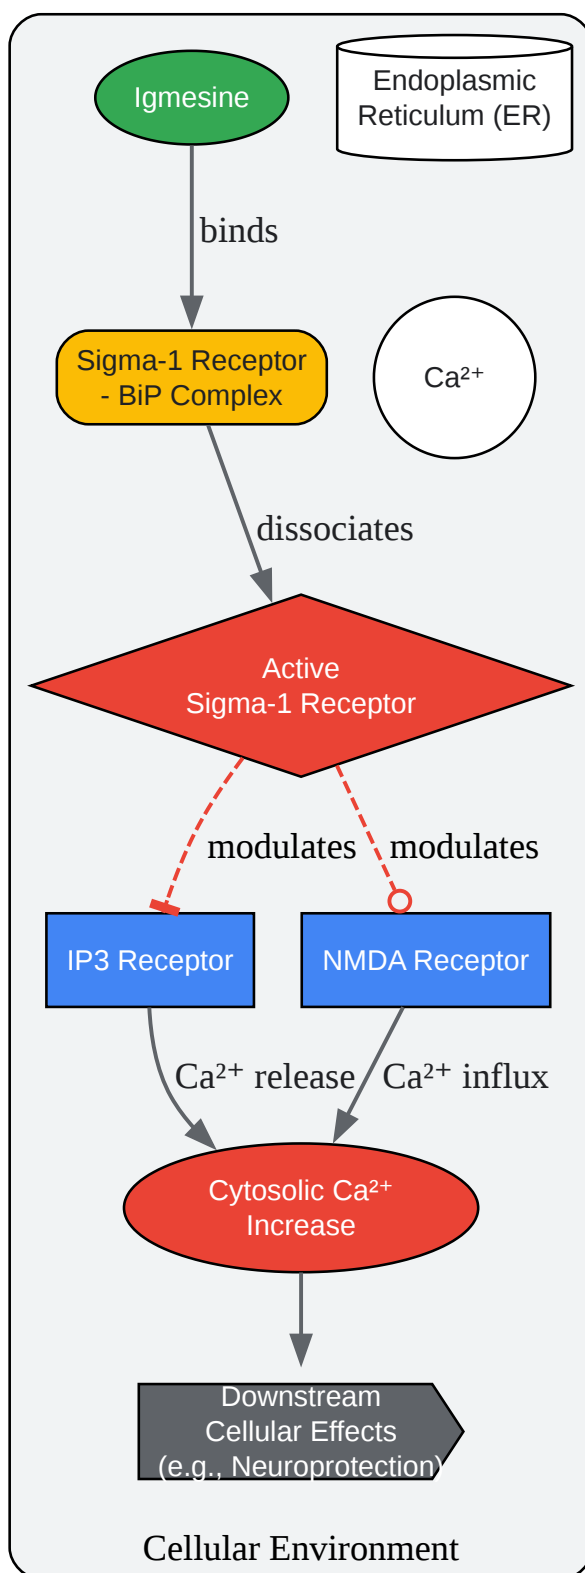 Igmesine
Endoplasmic
Reticulum (ER)
binds
Sigma-1 Receptor
- BiP Complex
Ca²⁺
dissociates
Active
Sigma-1 Receptor
modulates
modulates
IP3 Receptor
NMDA Receptor
Ca²⁺ release
Ca²⁺ influx
Cytosolic Ca²⁺
Increase
Downstream
Cellular Effects
(e.g., Neuroprotection)
Cellular Environment